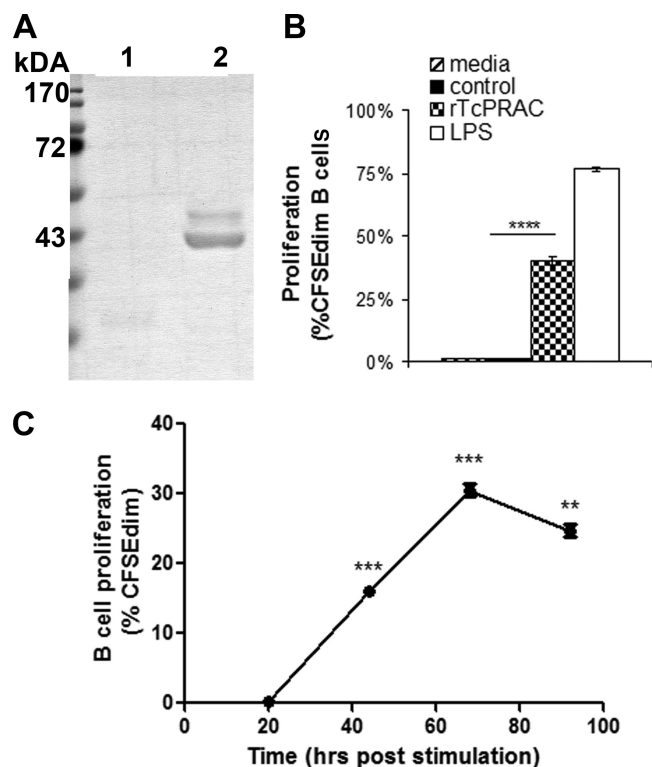 A
kDA 1 2
170
72
43
B
media
control
rTcPRAC
LPS
100%
75%
50%
25%
0%
****
Proliferation
(%CFSEdim B cells)
C
40
30
20
10
0
***
***
**
B cell proliferation
(% CFSEdim)
0 20 40 60 80 100
Time (hrs post stimulation)